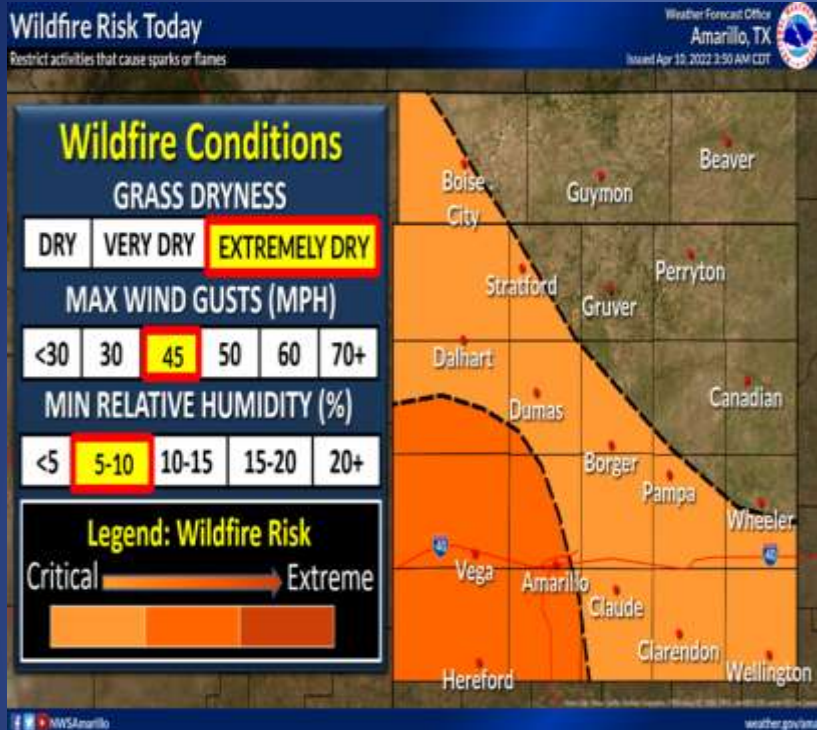 Wildfire Risk Today
Restrict activities that cause sparks or flames
Weather Forecast Office
Amarillo, TX
Issued Apr 10, 2022 3:50 AM CDT
Wildfire Conditions
GRASS DRYNESS
DRY VERY DRY EXTREMELY DRY
MAX WIND GUSTS (MPH)
<30 30 45 50 60 70+
MIN RELATIVE HUMIDITY (%)
<5 5-10 10-15 15-20 20+
Legend: Wildfire Risk
Critical Extreme
Boise City
Guymon
Beaver
Stratford
Gruver
Perryton
Dalhart
Dumas
Canadian
Borger
Pampa
Wheeler
40
40
Vega
Amarillo
Claude
Clarendon
Hereford
Wellington
NWSAmarillo
weather.gov/ama